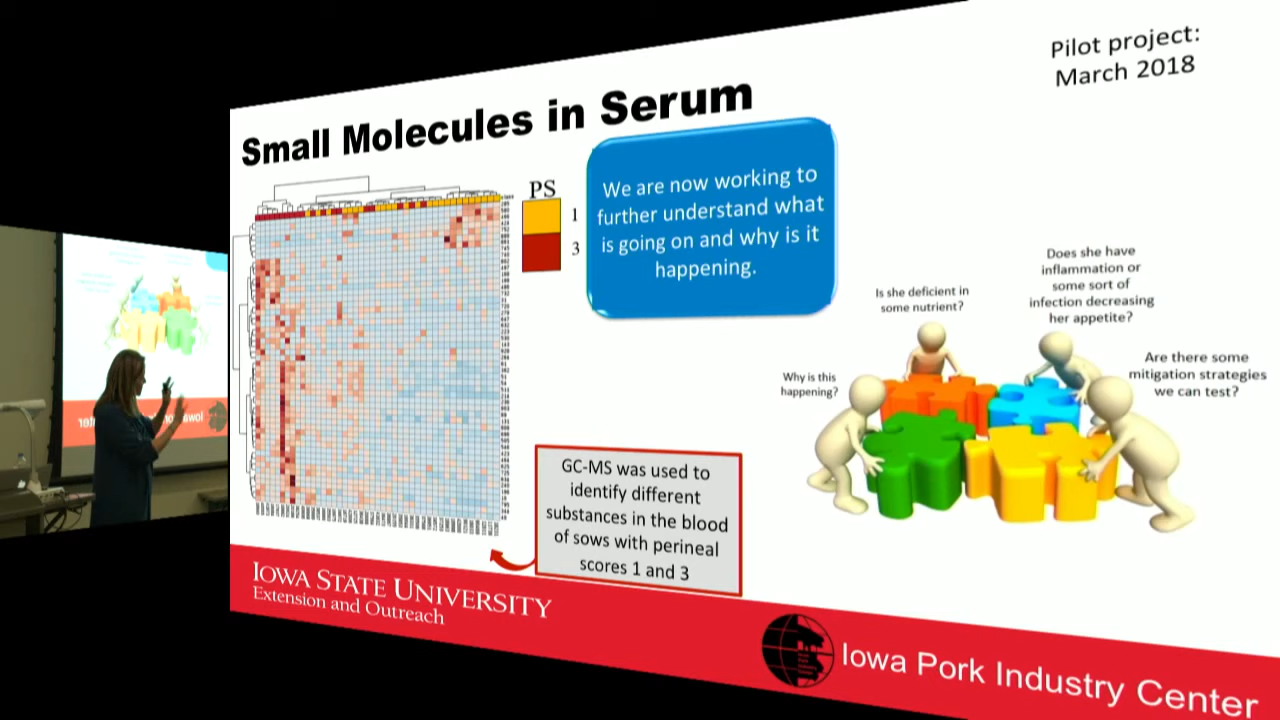 Pilot project:
March 2018
Small Molecules in Serum
PS
1
3
We are now working to
further understand what
is going on and why is it
happening.
Is she deficient in
some nutrient?
Does she have
inflammation or
some sort of
infection decreasing
her appetite?
Why is this
happening?
Are there some
mitigation strategies
we can test?
GC-MS was used to
identify different
substances in the blood
of sows with perineal
scores 1 and 3
IOWA STATE UNIVERSITY
Extension and Outreach
Iowa Pork Industry Center